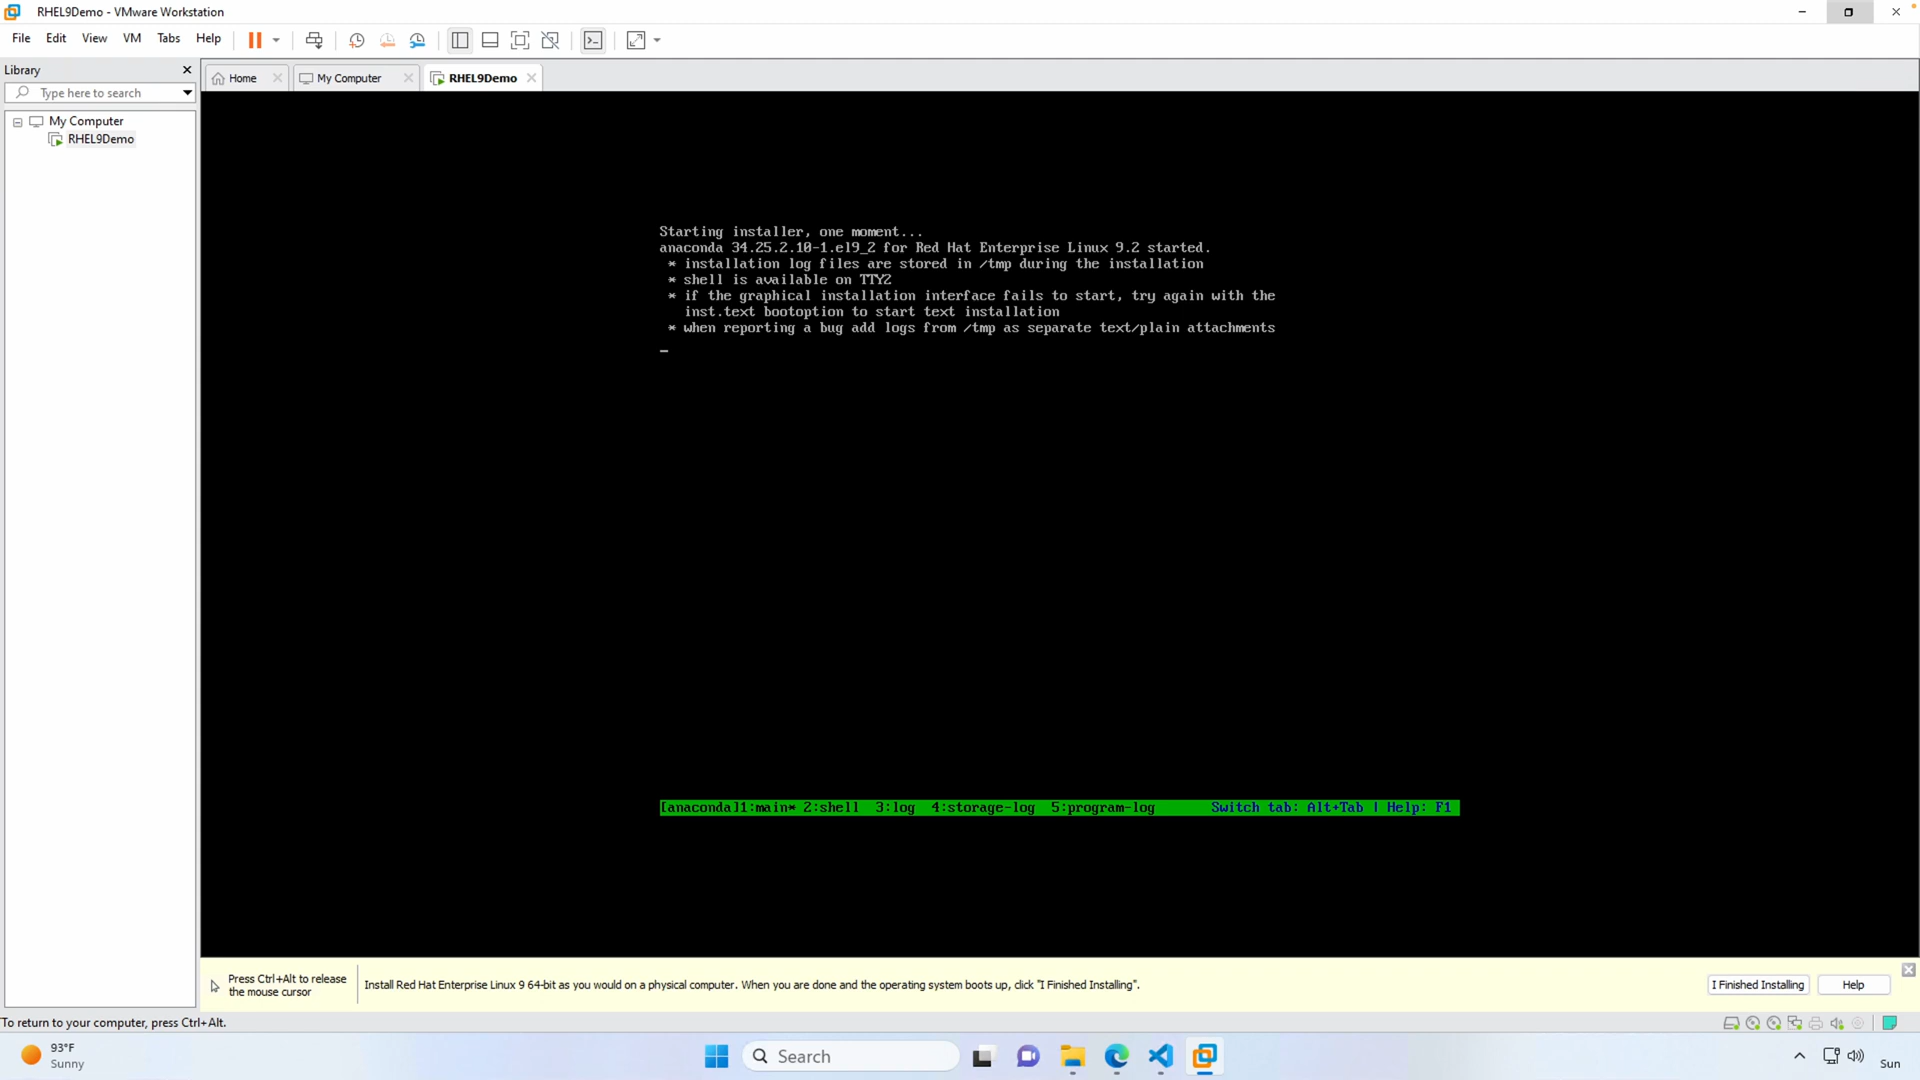 RHEL9Demo - VMware Workstation
File Edit View VM Tabs Help
Library
Type here to search
Home
My Computer
RHEL9Demo
My Computer
RHEL9Demo
Starting installer, one moment...
anaconda 34.25.2.10-1.el9_2 for Red Hat Enterprise Linux 9.2 started.
* installation log files are stored in /tmp during the installation
* shell is available on TTY2
* if the graphical installation interface fails to start, try again with the
inst.text bootoption to start text installation
* when reporting a bug add logs from /tmp as separate text/plain attachments
[anaconda]1:main* 2:shell 3:log 4:storage-log 5:program-log Switch tab: Alt+Tab | Help: F1
Press Ctrl+Alt to release
the mouse cursor
Install Red Hat Enterprise Linux 9 64-bit as you would on a physical computer. When you are done and the operating system boots up, click "I Finished Installing".
I Finished Installing
Help
To return to your computer, press Ctrl+Alt.
93°F
Sunny
Search
Sun